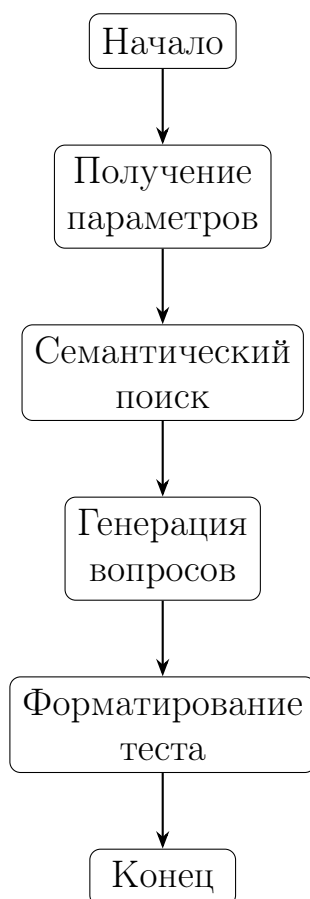 Начало
Получение
параметров
Семантический
поиск
Генерация
вопросов
Форматирование
теста
Конец